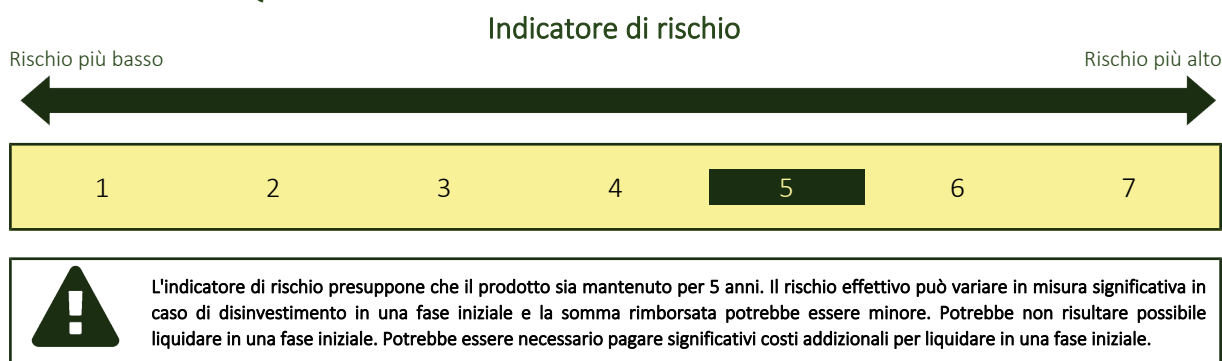 Indicatore di rischio
Rischio più basso Rischio più alto
1 2 3 4 5 6 7
L'indicatore di rischio presuppone che il prodotto sia mantenuto per 5 anni. Il rischio effettivo può variare in misura significativa in
caso di disinvestimento in una fase iniziale e la somma rimborsata potrebbe essere minore. Potrebbe non risultare possibile
liquidare in una fase iniziale. Potrebbe essere necessario pagare significativi costi addizionali per liquidare in una fase iniziale.